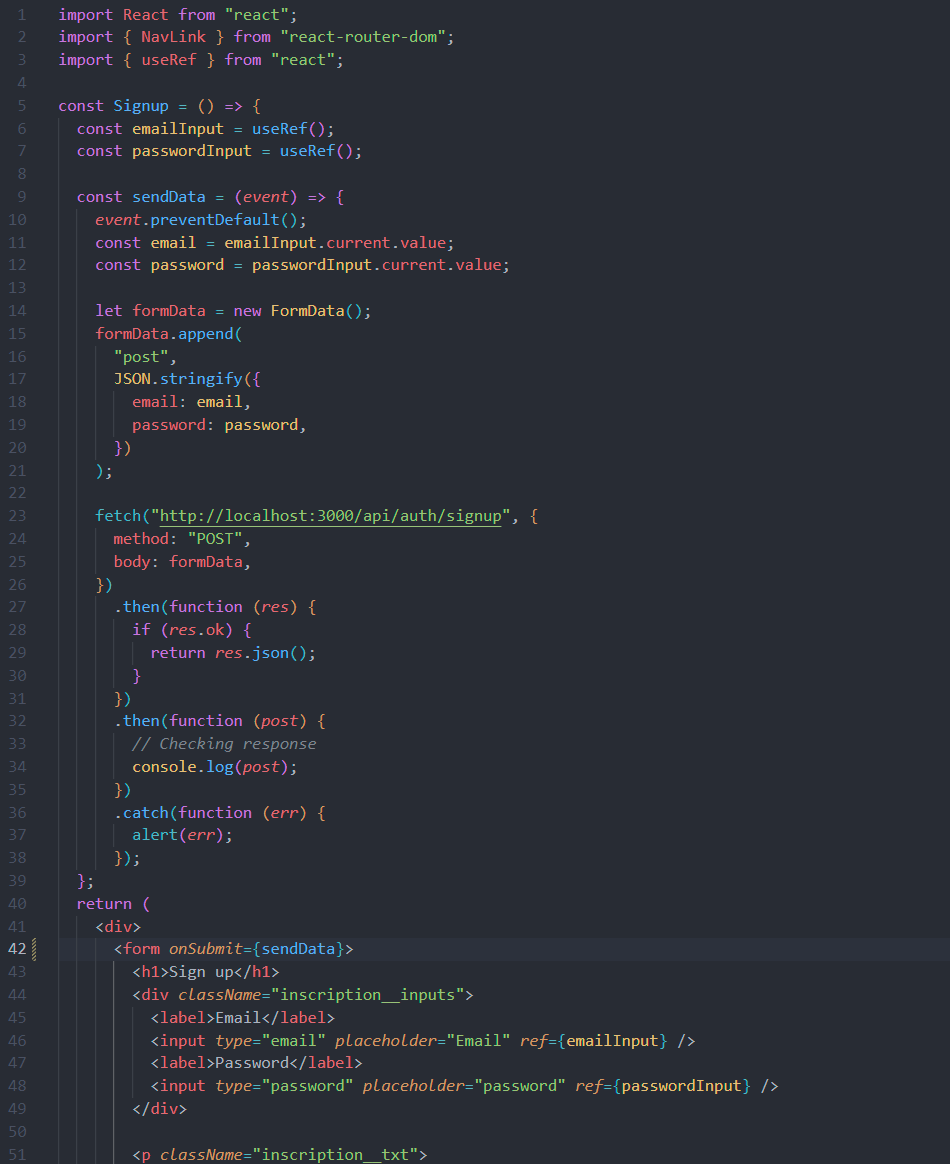 1 import React from "react";
2 import { NavLink } from "react-router-dom";
3 import { useRef } from "react";
4
5 const Signup = () => {
6 const emailInput = useRef();
7 const passwordInput = useRef();
8
9 const sendData = (event) => {
10 event.preventDefault();
11 const email = emailInput.current.value;
12 const password = passwordInput.current.value;
13
14 let formData = new FormData();
15 formData.append(
16 "post",
17 JSON.stringify({
18 email: email,
19 password: password,
20 })
21 );
22
23 fetch("http://localhost:3000/api/auth/signup", {
24 method: "POST",
25 body: formData,
26 })
27 .then(function (res) {
28 if (res.ok) {
29 return res.json();
30 }
31 })
32 .then(function (post) {
33 // Checking response
34 console.log(post);
35 })
36 .catch(function (err) {
37 alert(err);
38 });
39 };
40 return (
41 <div>
42 <form onSubmit={sendData}>
43 <h1>Sign up</h1>
44 <div className="inscription__inputs">
45 <label>Email</label>
46 <input type="email" placeholder="Email" ref={emailInput} />
47 <label>Password</label>
48 <input type="password" placeholder="password" ref={passwordInput} />
49 </div>
50
51 <p className="inscription__txt">